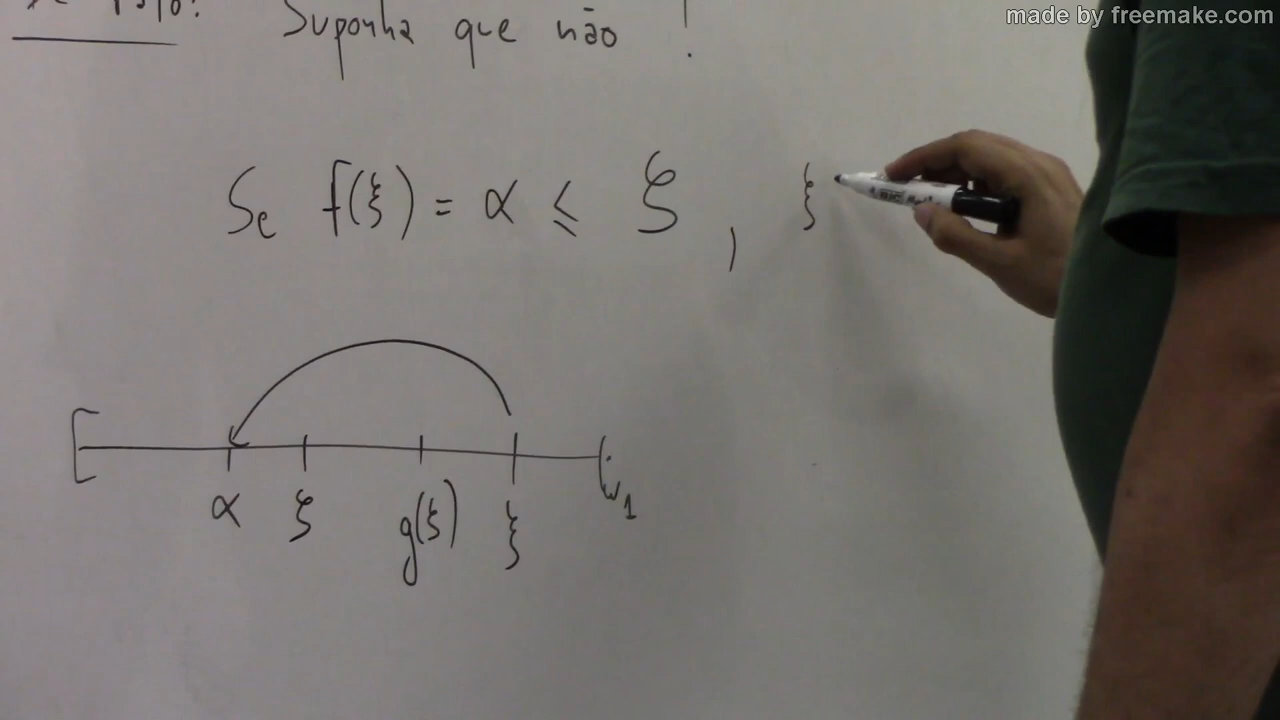 made by freemake.com
Suponha que não !
Se f(ξ) = α ≤ ζ , ξ
α ζ g(ξ) ξ ω₁